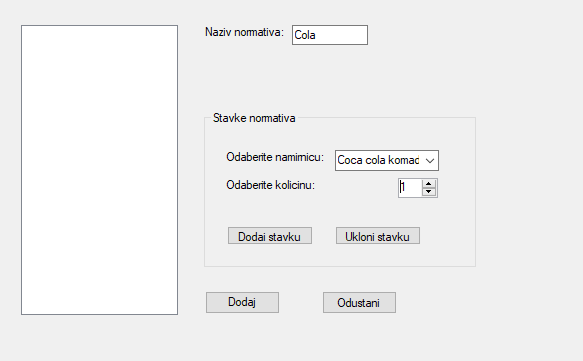 Naziv normativa: Cola
Stavke normativa
Odaberite namirnicu: Coca cola komad
Odaberite kolicinu: 1
Dodaj stavku Ukloni stavku
Dodaj Odustani